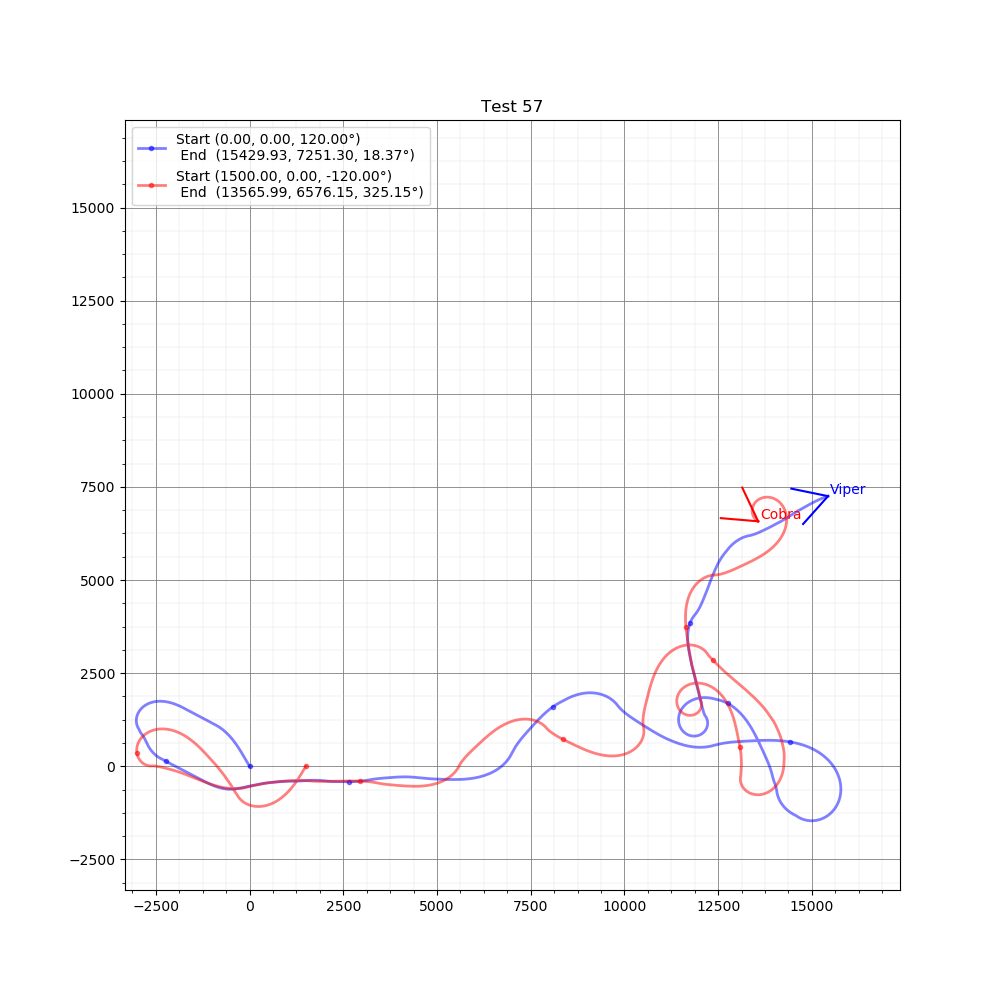 Test 57
Start (0.00, 0.00, 120.00°)
End  (15429.93, 7251.30, 18.37°)
Start (1500.00, 0.00, -120.00°)
End  (13565.99, 6576.15, 325.15°)
15000
12500
10000
7500
5000
2500
0
−2500
Viper
Cobra
−2500 0 2500 5000 7500 10000 12500 15000